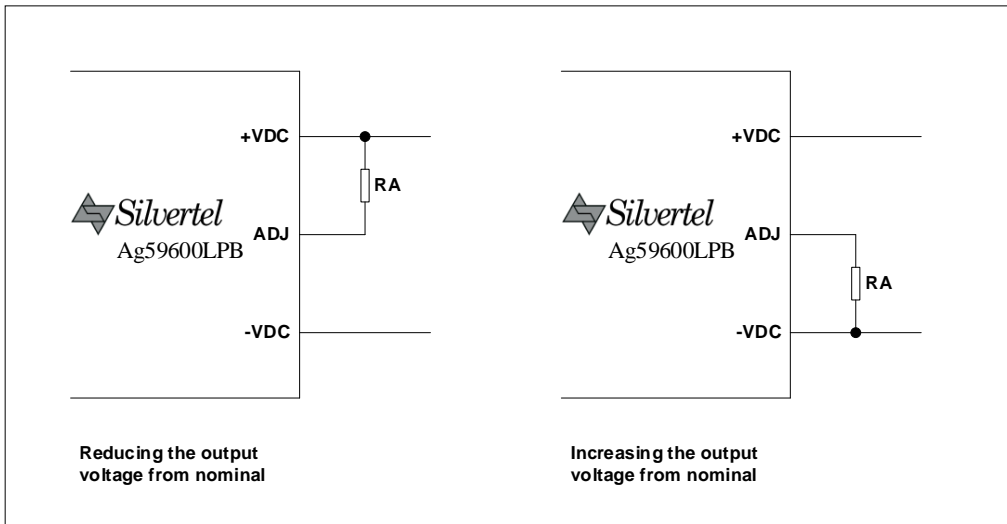 +VDC
RA
Silvertel
ADJ
Ag59600LPB
-VDC
Reducing the output
voltage from nominal
+VDC
Silvertel
ADJ
Ag59600LPB
RA
-VDC
Increasing the output
voltage from nominal